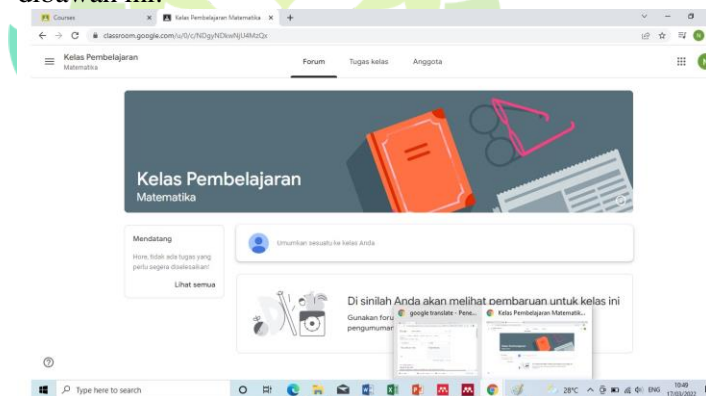 dibawah ini:
Courses
Kelas Pembelajaran Matematika
classroom.google.com/u/0/c/NDgyNDkwNjU4MzQx
Kelas Pembelajaran
Matematika
Forum
Tugas kelas
Anggota
Kelas Pembelajaran
Matematika
Mendatang
Hore, tidak ada tugas yang
perlu segera diselesaikan!
Lihat semua
Umumkan sesuatu ke kelas Anda
Di sinilah Anda akan melihat pembaruan untuk kelas ini
Gunakan
pengumuman
google translate - Pene...
Kelas Pembelajaran Matematik...
Type here to search
28°C
ENG
10:49
17/03/2022